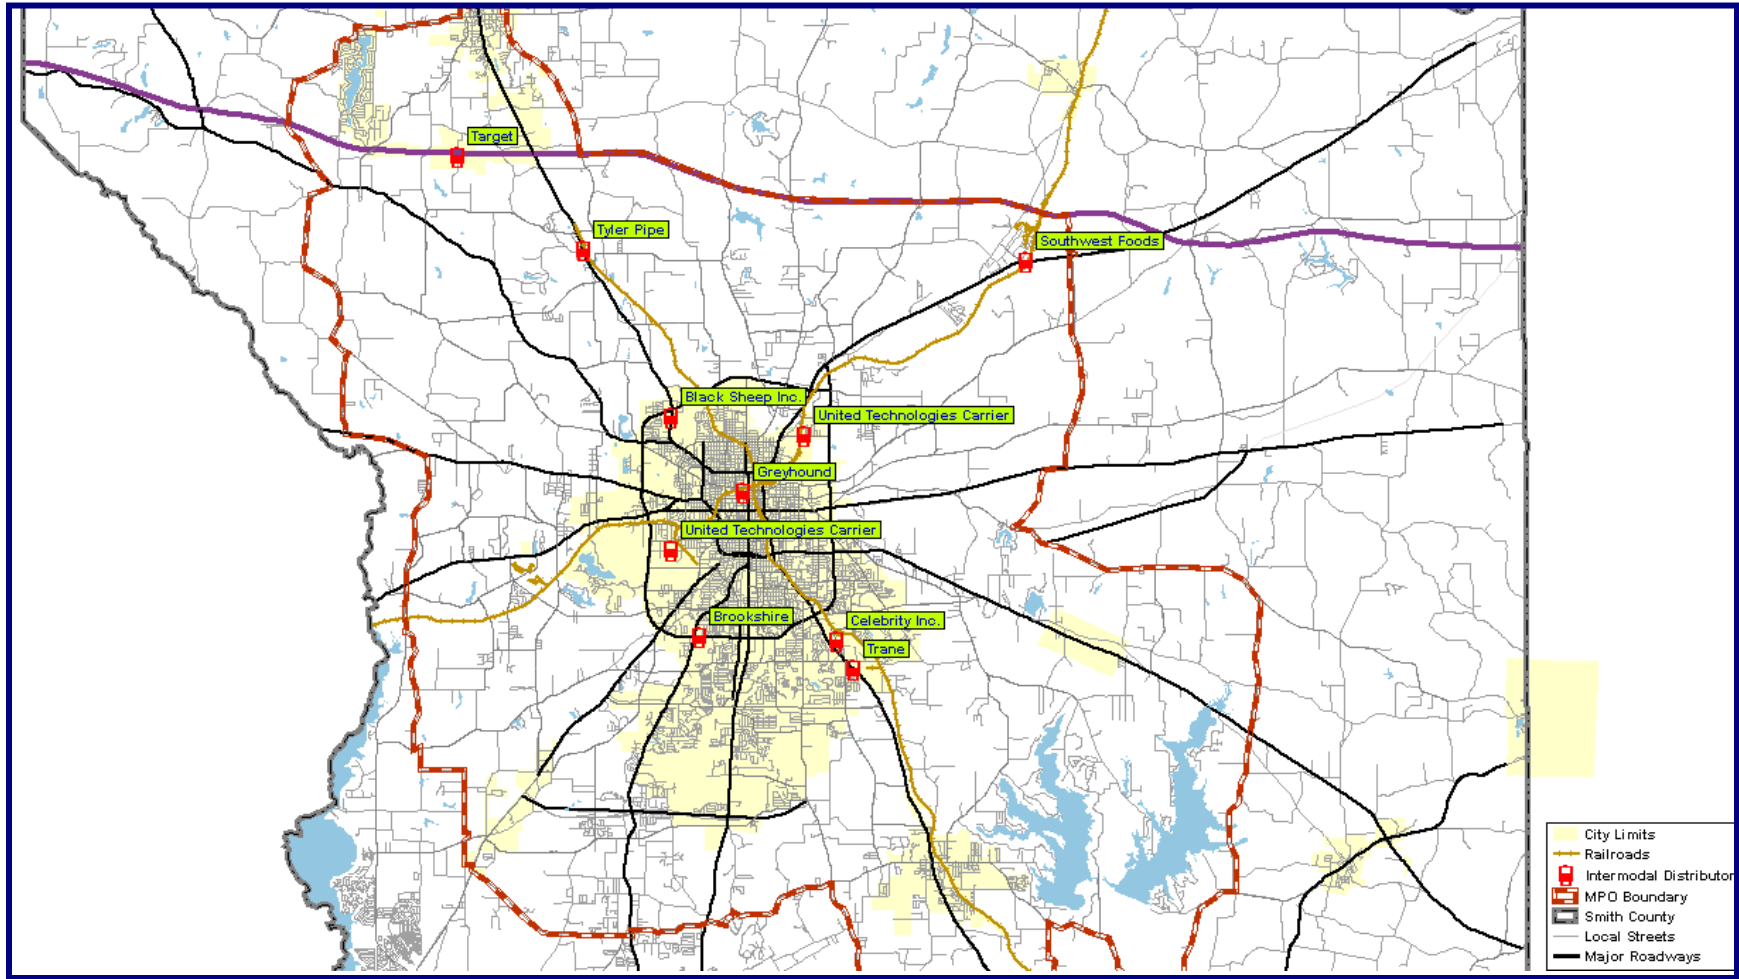 Target
Tyler Pipe
Southwest Foods
Black Sheep Inc.
United Technologies Carrier
Greyhound
United Technologies Carrier
Brookshire
Celebrity Inc.
Trane
City Limits
Railroads
Intermodal Distributor
MPO Boundary
Smith County
Local Streets
Major Roadways